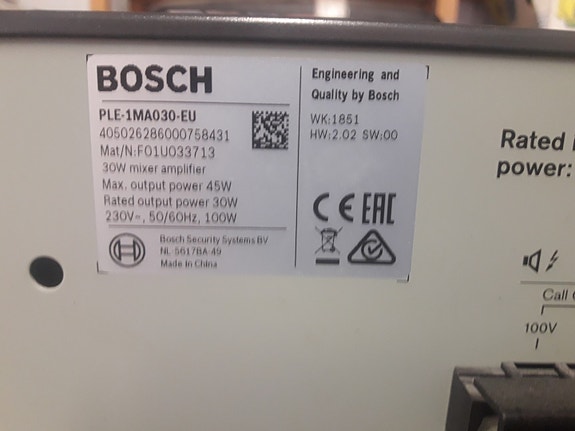 BOSCH
PLE-1MA030-EU
405026286000758431
Mat/N:F01U033713
30W mixer amplifier
Max. output power 45W
Rated output power 30W
230V~, 50/60Hz, 100W
Bosch Security Systems BV
NL-5617BA-49
Made in China
Engineering and
Quality by Bosch
WK:1851
HW:2.02 SW:00
CE EAC
Rated
power:
Call
100V